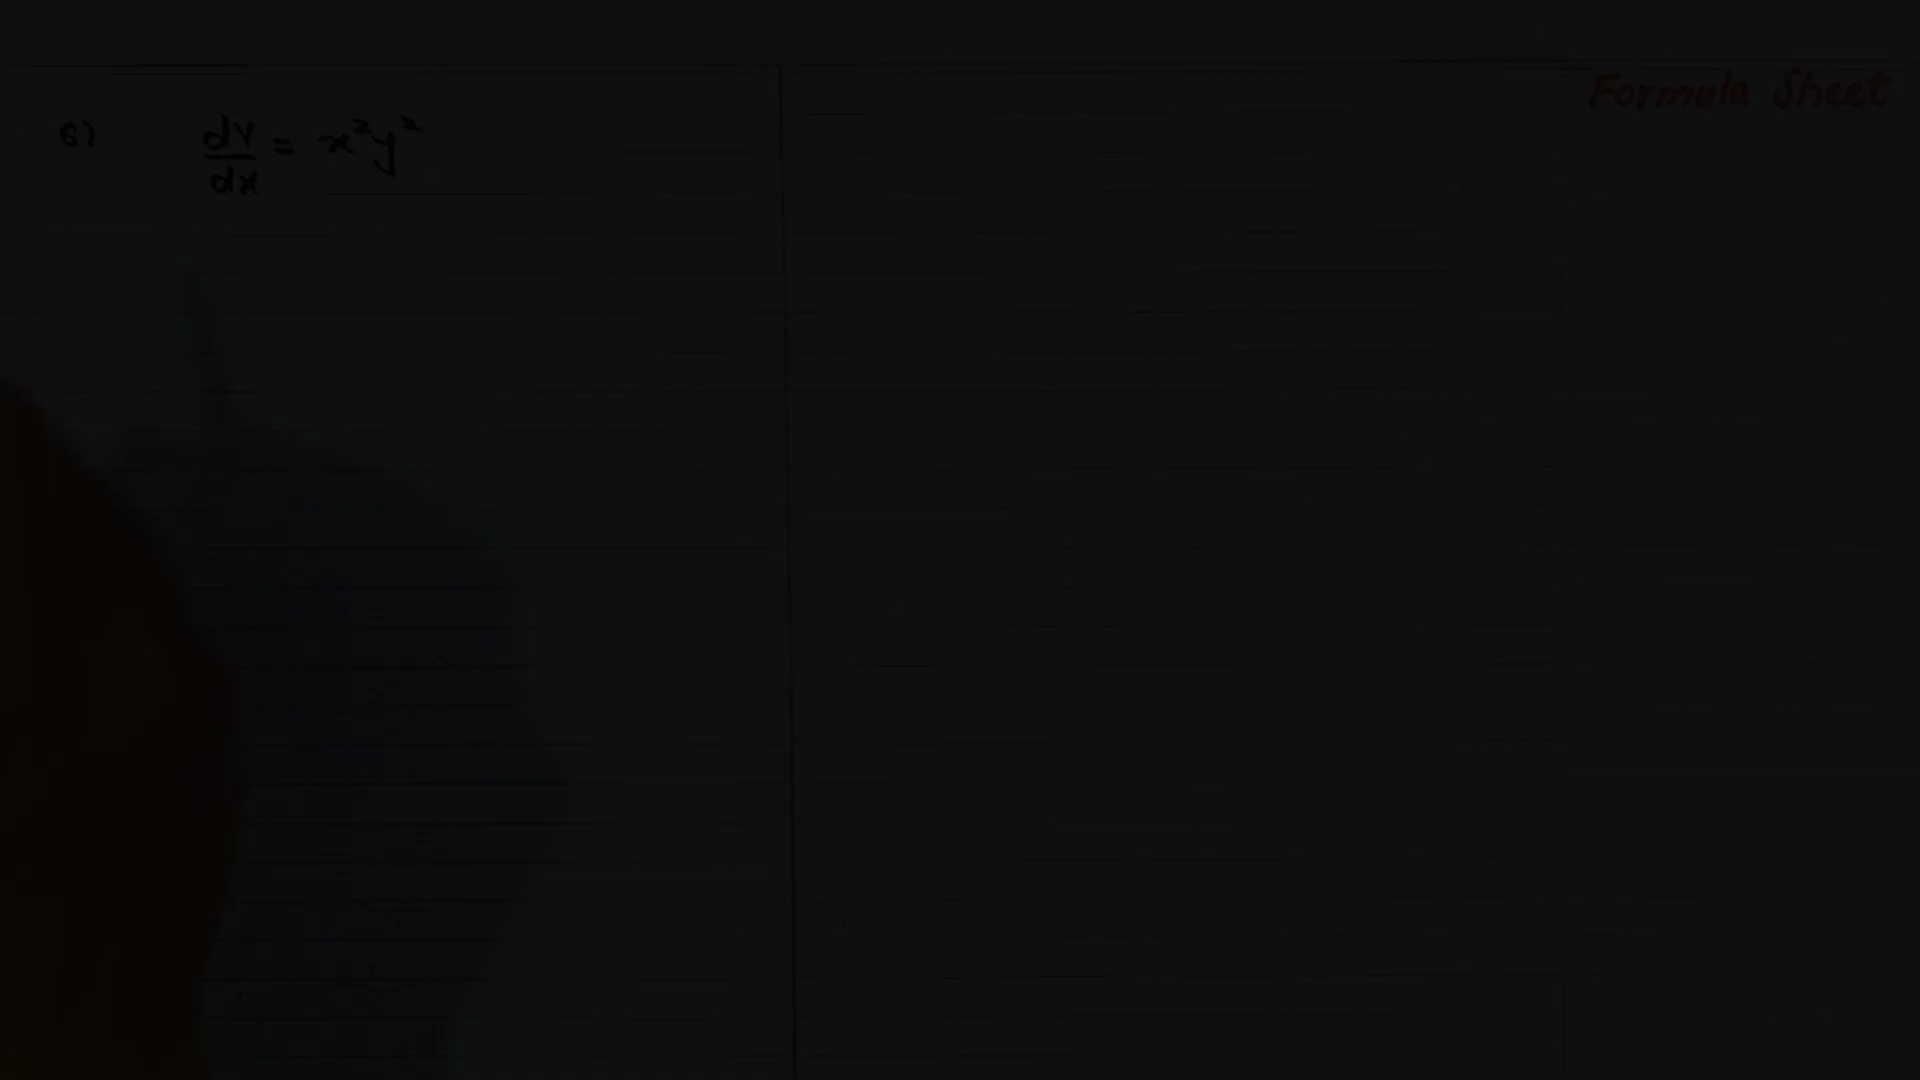 6) dy/dx = x²y²
Formula Sheet